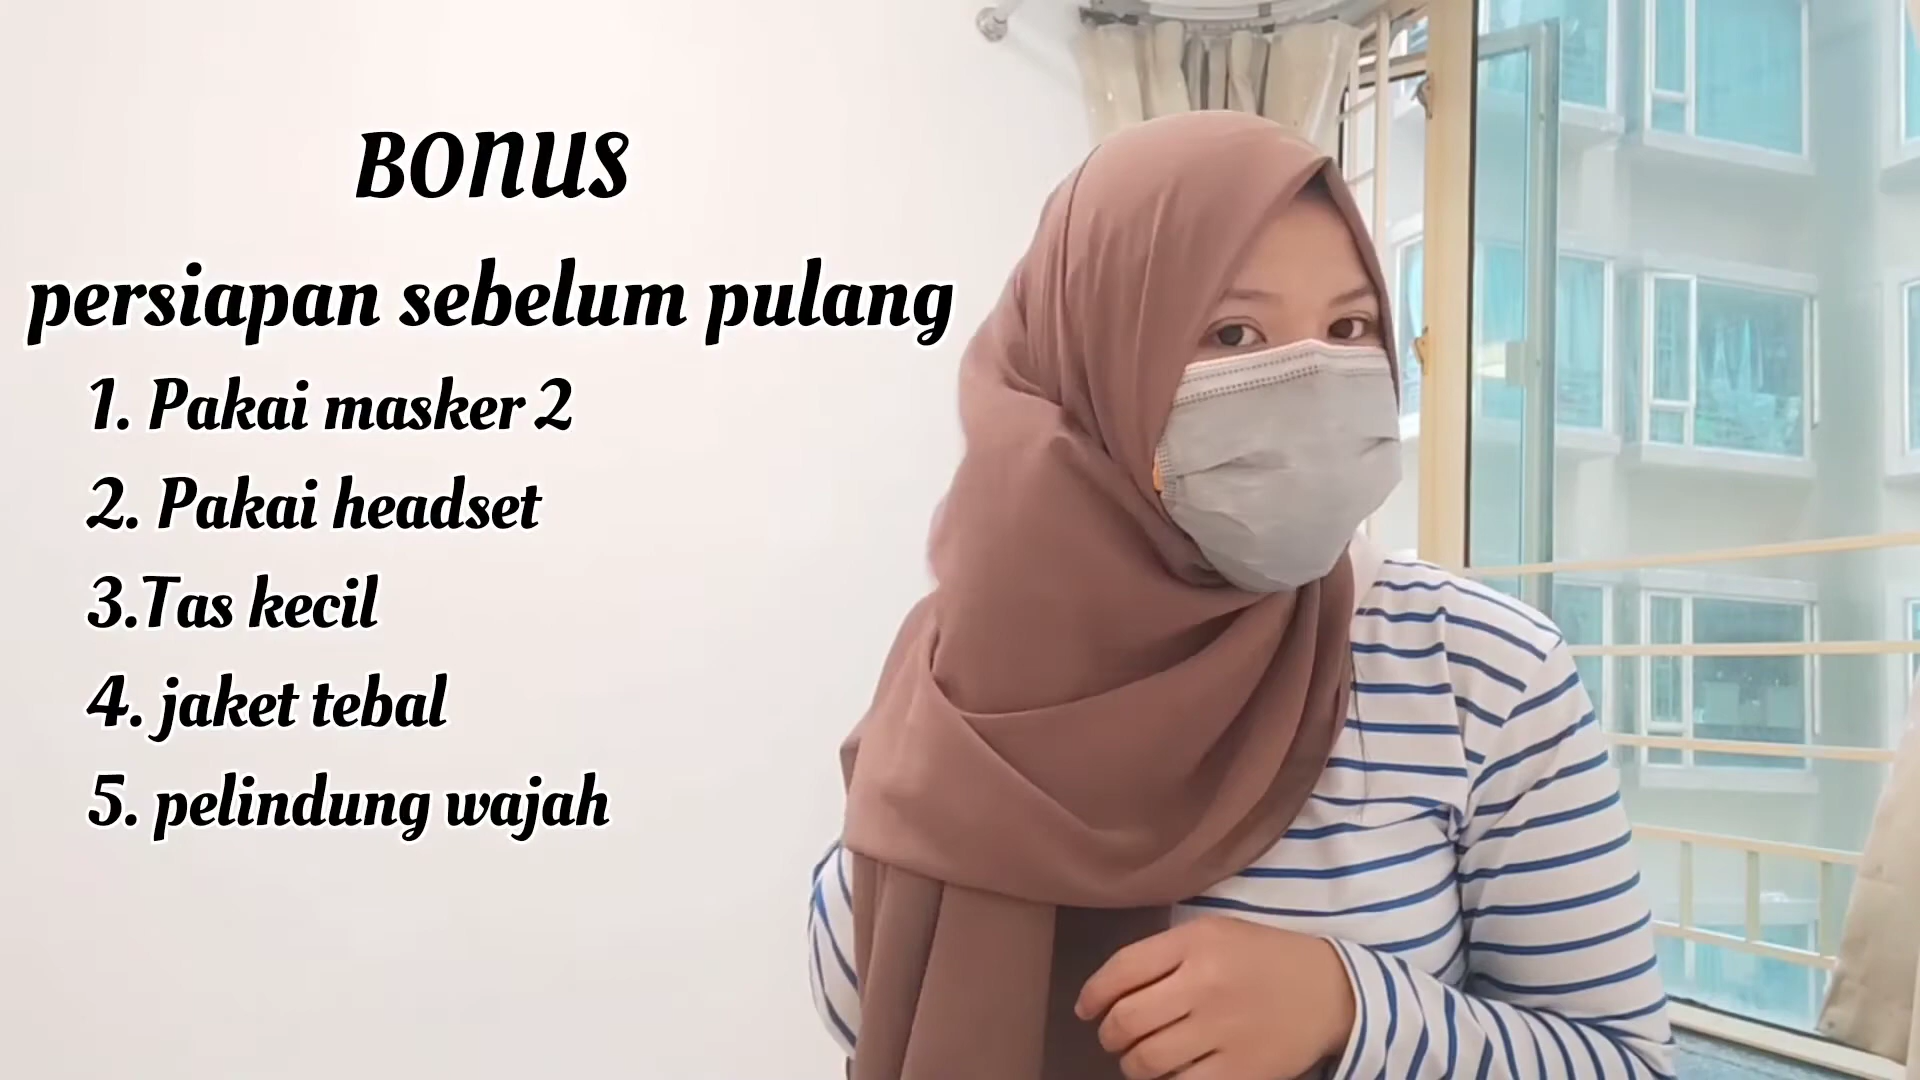 BONUS
persiapan sebelum pulang
1. Pakai masker 2
2. Pakai headset
3.Tas kecil
4. jaket tebal
5. pelindung wajah